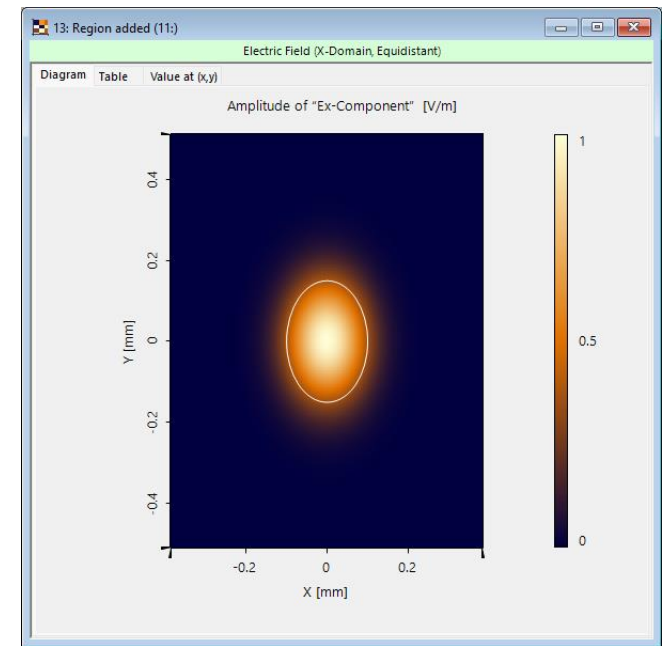 13: Region added (11:)
Electric Field (X-Domain, Equidistant)
Diagram Table Value at (x,y)
Amplitude of "Ex-Component" [V/m]
0.4
0.2
0
-0.2
-0.4
Y [mm]
-0.2 0 0.2
X [mm]
1
0.5
0